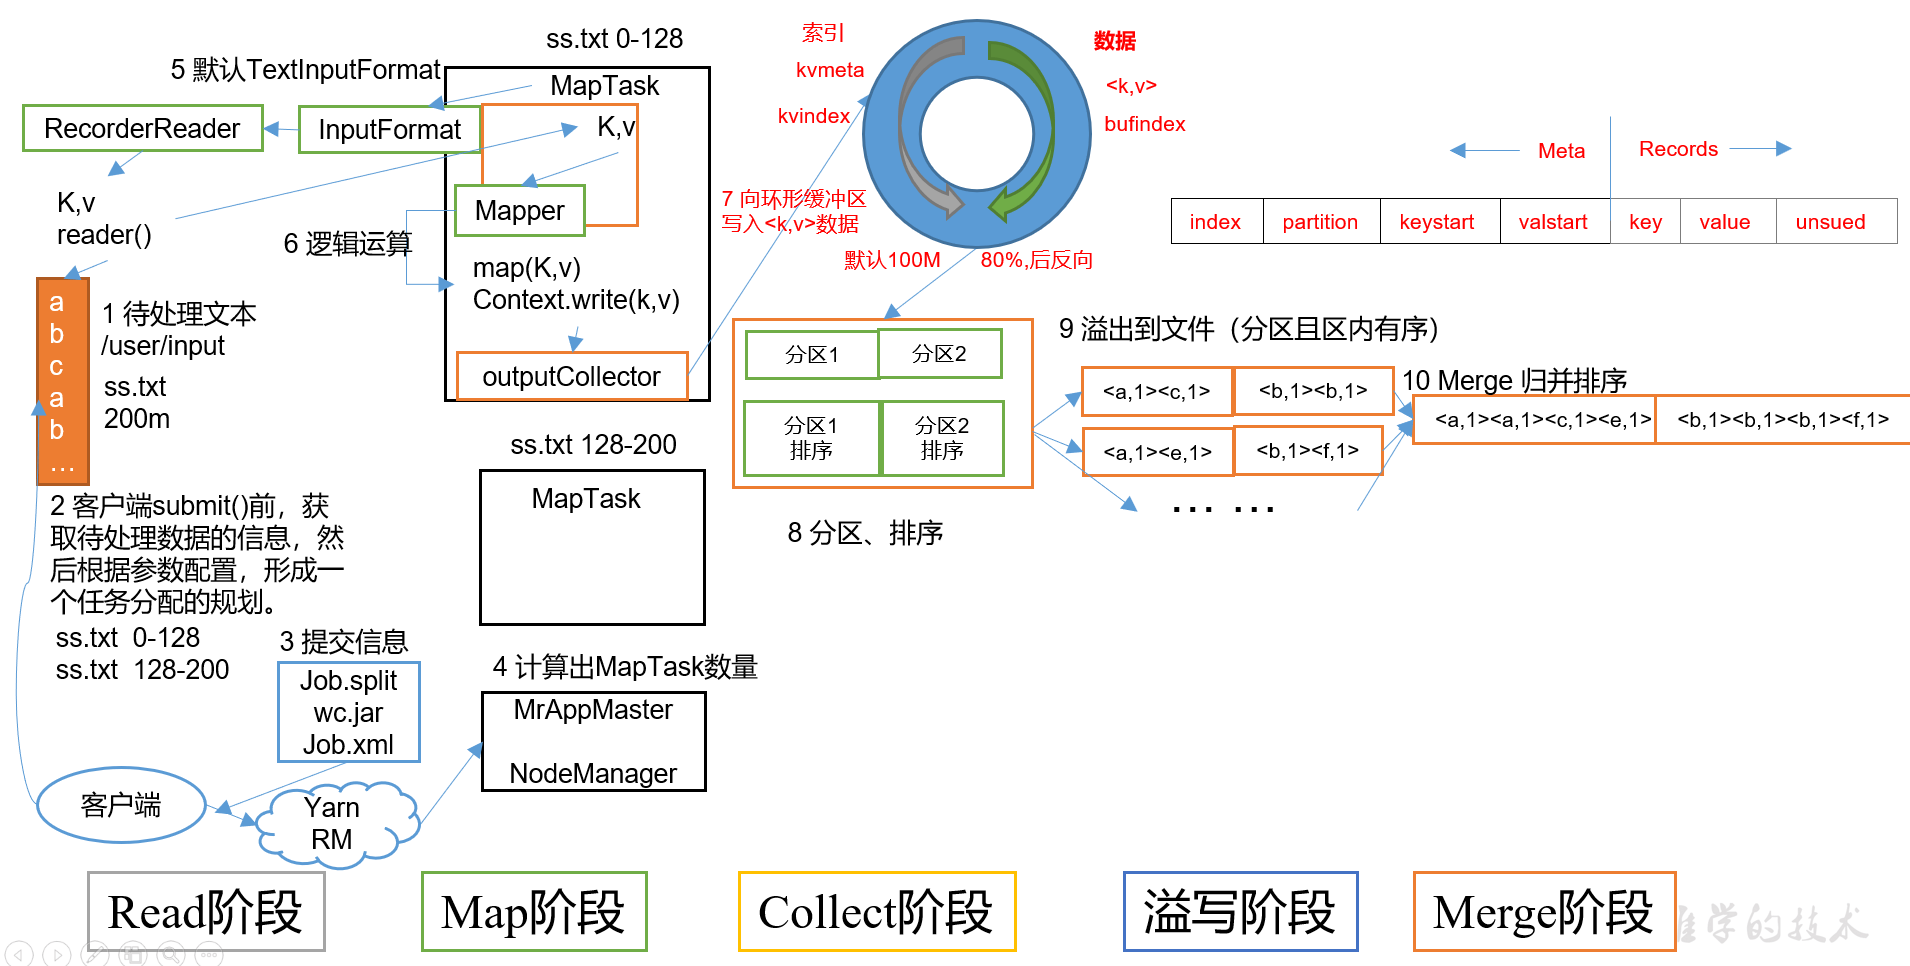 ss.txt 0-128
5 默认TextInputFormat
MapTask
RecorderReader
InputFormat
K,v
K,v
reader()
Mapper
6 逻辑运算
map(K,v)
Context.write(k,v)
outputCollector
a
b
c
a
b
...
1 待处理文本
/user/input
ss.txt
200m
2 客户端submit()前，获
取待处理数据的信息，然
后根据参数配置，形成一
个任务分配的规划。
ss.txt 0-128
ss.txt 128-200
3 提交信息
Job.split
wc.jar
Job.xml
客户端
Yarn
RM
ss.txt 128-200
MapTask
4 计算出MapTask数量
MrAppMaster
NodeManager
索引
kvmeta
kvindex
数据
<k,v>
bufindex
7 向环形缓冲区
写入<k,v>数据
默认100M
80%,后反向
Meta
Records
index partition keystart valstart key value unsued
分区1 分区2
分区1
排序
分区2
排序
8 分区、排序
9 溢出到文件（分区且区内有序）
<a,1><c,1> <b,1><b,1>
<a,1><e,1> <b,1><f,1>
... ...
10 Merge 归并排序
<a,1><a,1><c,1><e,1> <b,1><b,1><b,1><f,1>
Read阶段
Map阶段
Collect阶段
溢写阶段
Merge阶段
学的技术